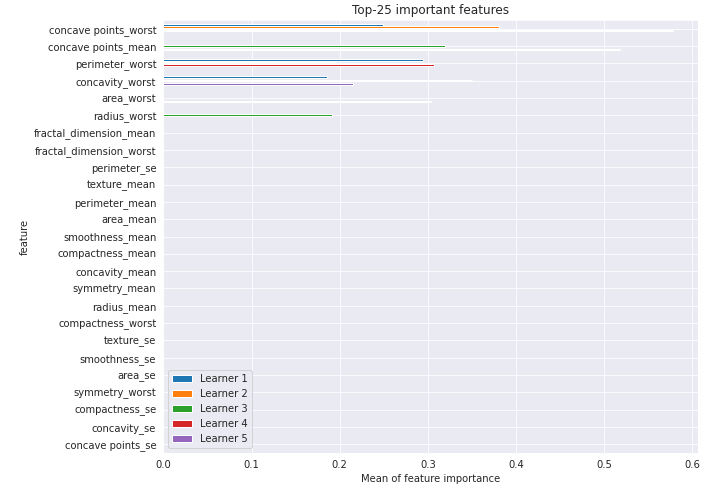 Top-25 important features
concave points_worst
concave points_mean
perimeter_worst
concavity_worst
area_worst
radius_worst
fractal_dimension_mean
fractal_dimension_worst
perimeter_se
texture_mean
perimeter_mean
area_mean
smoothness_mean
compactness_mean
concavity_mean
symmetry_mean
radius_mean
compactness_worst
texture_se
smoothness_se
area_se
symmetry_worst
compactness_se
concavity_se
concave points_se
feature
Learner 1
Learner 2
Learner 3
Learner 4
Learner 5
0.0 0.1 0.2 0.3 0.4 0.5 0.6
Mean of feature importance